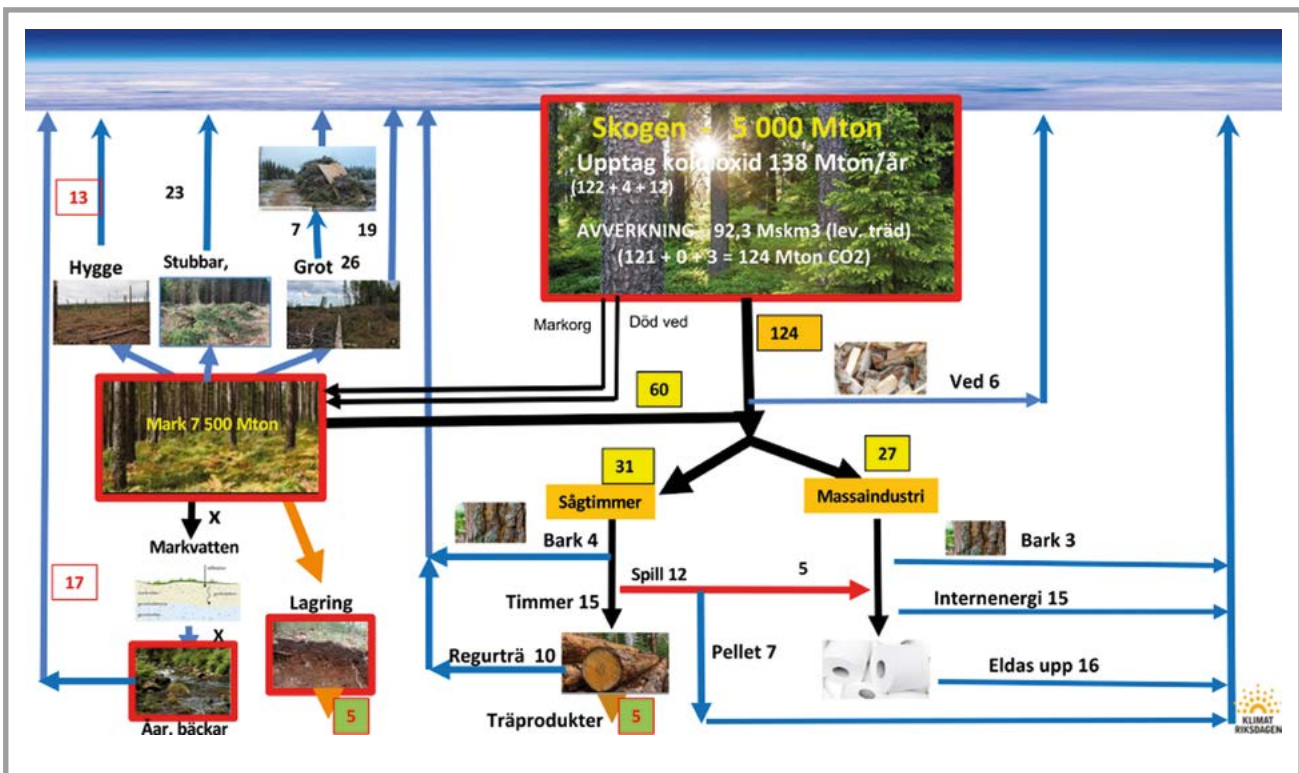 Skogen - 5 000 Mton
Upptag koldioxid 138 Mton/år
(122 + 4 + 12)
AVVERKNING 92,3 Mskm3 (lev. träd)
(121 + 0 + 3 = 124 Mton CO2)
13
23
7
19
Hygge
Stubbar,
Grot
26
Markorg
Död ved
124
Ved 6
60
Mark 7 500 Mton
31
27
Sågtimmer
Massaindustri
X
Markvatten
Bark 4
Bark 3
17
Spill 12
5
Lagring
Timmer 15
Internenergi 15
X
Regurträ 10
Pellet 7
Eldas upp 16
5
Träprodukter
5
Åar, bäckar
KLIMAT
RIKSDAGEN